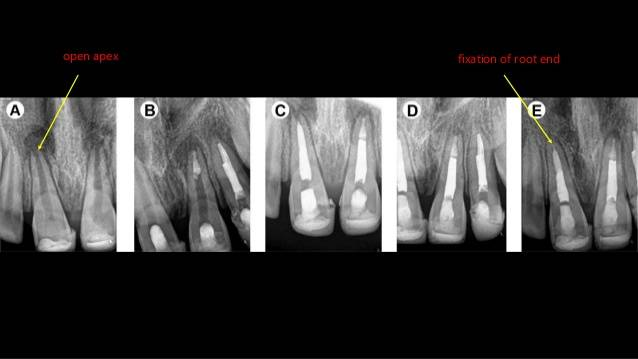 open apex
fixation of root end
A
B
C
D
E